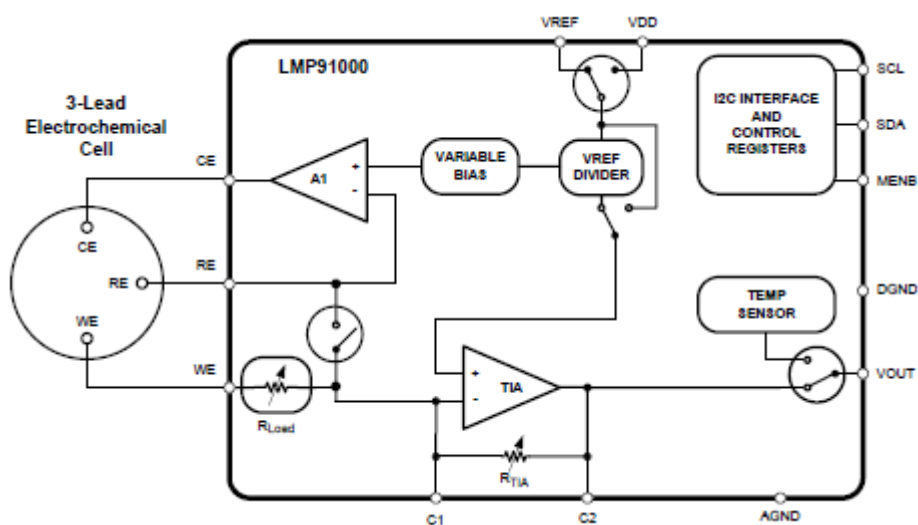 VREF
VDD
LMP91000
SCL
3-Lead
Electrochemical
Cell
I2C INTERFACE
AND
CONTROL
REGISTERS
SDA
CE
VARIABLE
BIAS
VREF
DIVIDER
+
A1
-
MENB
CE
RE
RE
DGND
TEMP
SENSOR
WE
WE
+
TIA
-
VOUT
RLoad
RTIA
C1
C2
AGND